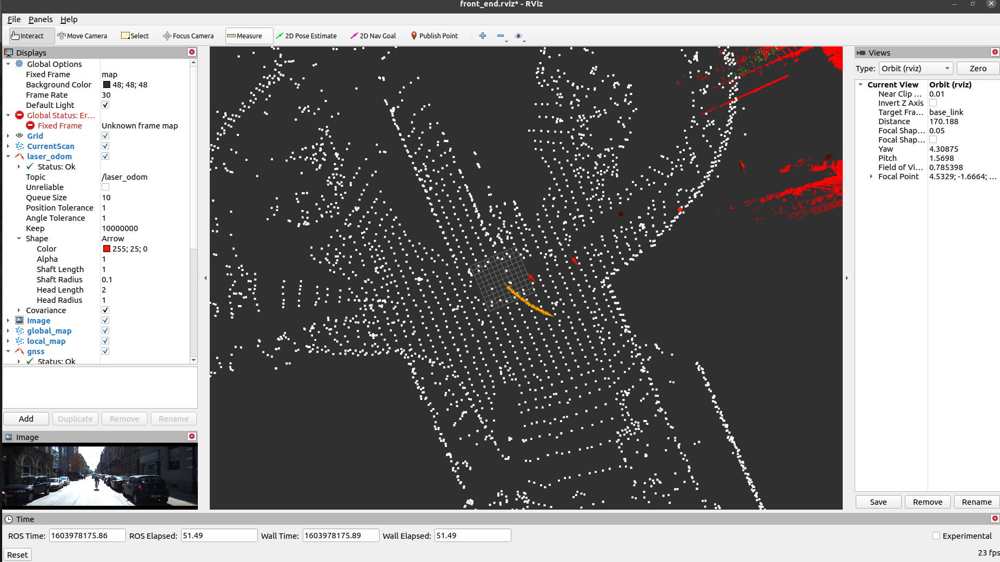 front_end.rviz* - RViz
File Panels Help
Interact Move Camera Select Focus Camera Measure 2D Pose Estimate 2D Nav Goal Publish Point
Displays
Global Options
Fixed Frame map
Background Color 48; 48; 48
Frame Rate 30
Default Light
Global Status: Er...
Fixed Frame Unknown frame map
Grid
CurrentScan
laser_odom
Status: Ok
Topic /laser_odom
Unreliable
Queue Size 10
Position Tolerance 1
Angle Tolerance 1
Keep 10000000
Shape Arrow
Color 255; 25; 0
Alpha 1
Shaft Length 1
Shaft Radius 0.1
Head Length 2
Head Radius 1
Covariance
Image
global_map
local_map
gnss
Status: Ok
Add Duplicate Remove Rename
Image
Views
Type: Orbit (rviz) Zero
Current View Orbit (rviz)
Near Clip ... 0.01
Invert Z Axis
Target Fra... base_link
Distance 170.188
Focal Shap... 0.05
Focal Shap...
Yaw 4.30875
Pitch 1.5698
Field of Vi... 0.785398
Focal Point 4.5329; -1.6664; ...
Save Remove Rename
Time
ROS Time: 1603978175.86 ROS Elapsed: 51.49 Wall Time: 1603978175.89 Wall Elapsed: 51.49 Experimental
Reset 23 fps